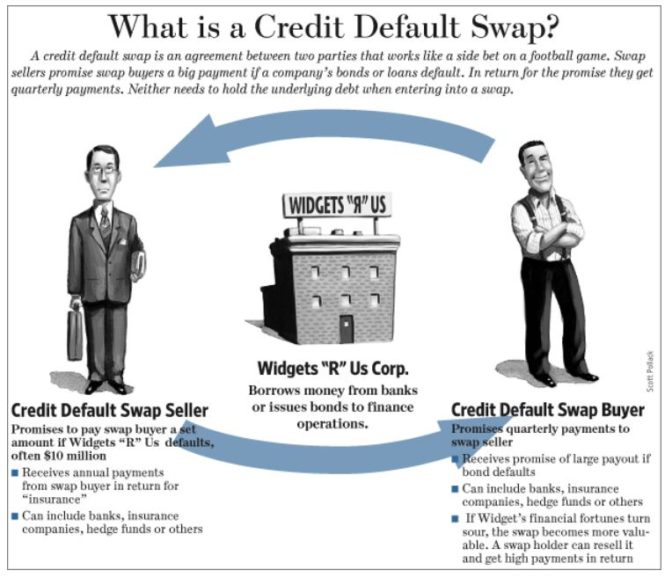 What is a Credit Default Swap?
A credit default swap is an agreement between two parties that works like a side bet on a football game. Swap
sellers promise swap buyers a big payment if a company's bonds or loans default. In return for the promise they get
quarterly payments. Neither needs to hold the underlying debt when entering into a swap.
WIDGETS "Я" US
Widgets "R" Us Corp.
Borrows money from banks
or issues bonds to finance
operations.
Credit Default Swap Seller
Promises to pay swap buyer a set
amount if Widgets "R" Us defaults,
often $10 million
■ Receives annual payments
from swap buyer in return for
"insurance"
■ Can include banks, insurance
companies, hedge funds or others
Credit Default Swap Buyer
Promises quarterly payments to
swap seller
■ Receives promise of large payout if
bond defaults
■ Can include banks, insurance
companies, hedge funds or others
■ If Widget's financial fortunes turn
sour, the swap becomes more valu-
able. A swap holder can resell it
and get high payments in return
Scott Pollack